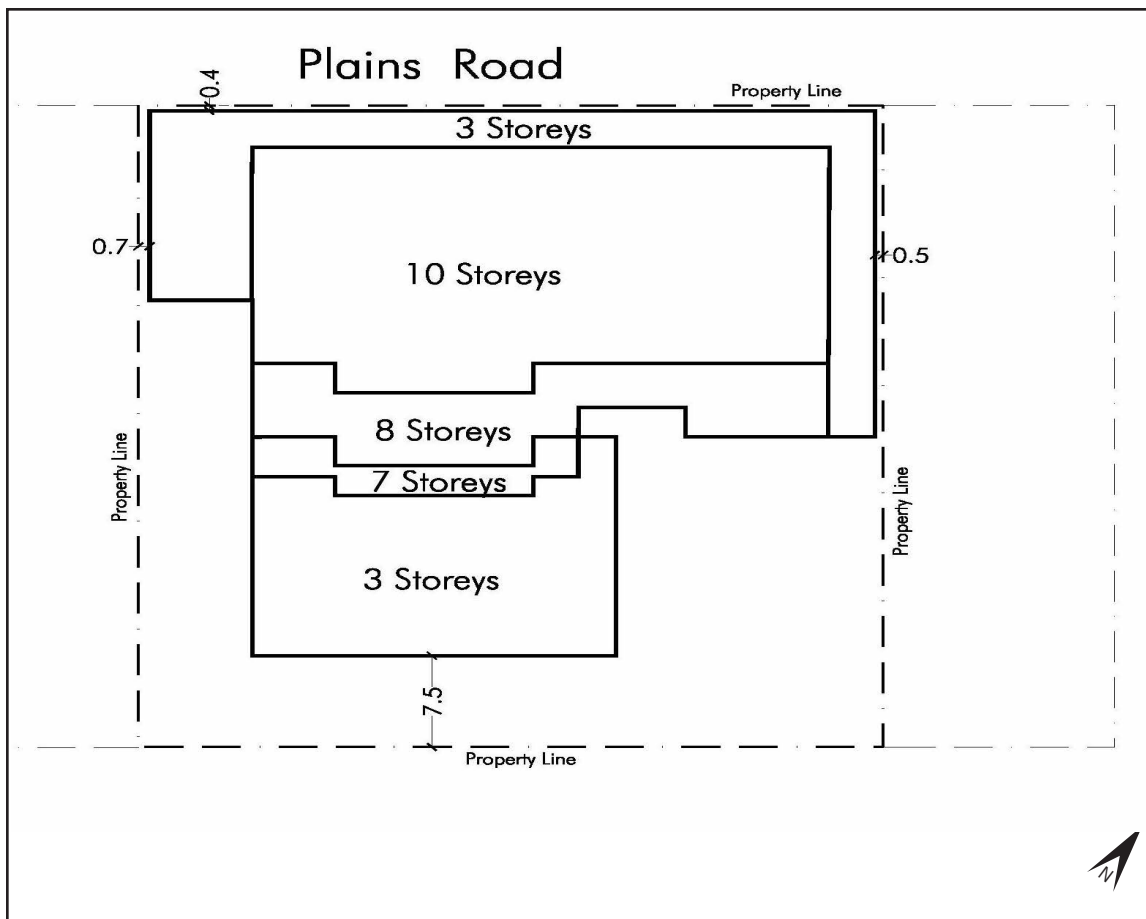 Plains Road
0.4
Property Line
3 Storeys
0.7
0.5
10 Storeys
8 Storeys
7 Storeys
Property Line
Property Line
3 Storeys
7.5
Property Line
N